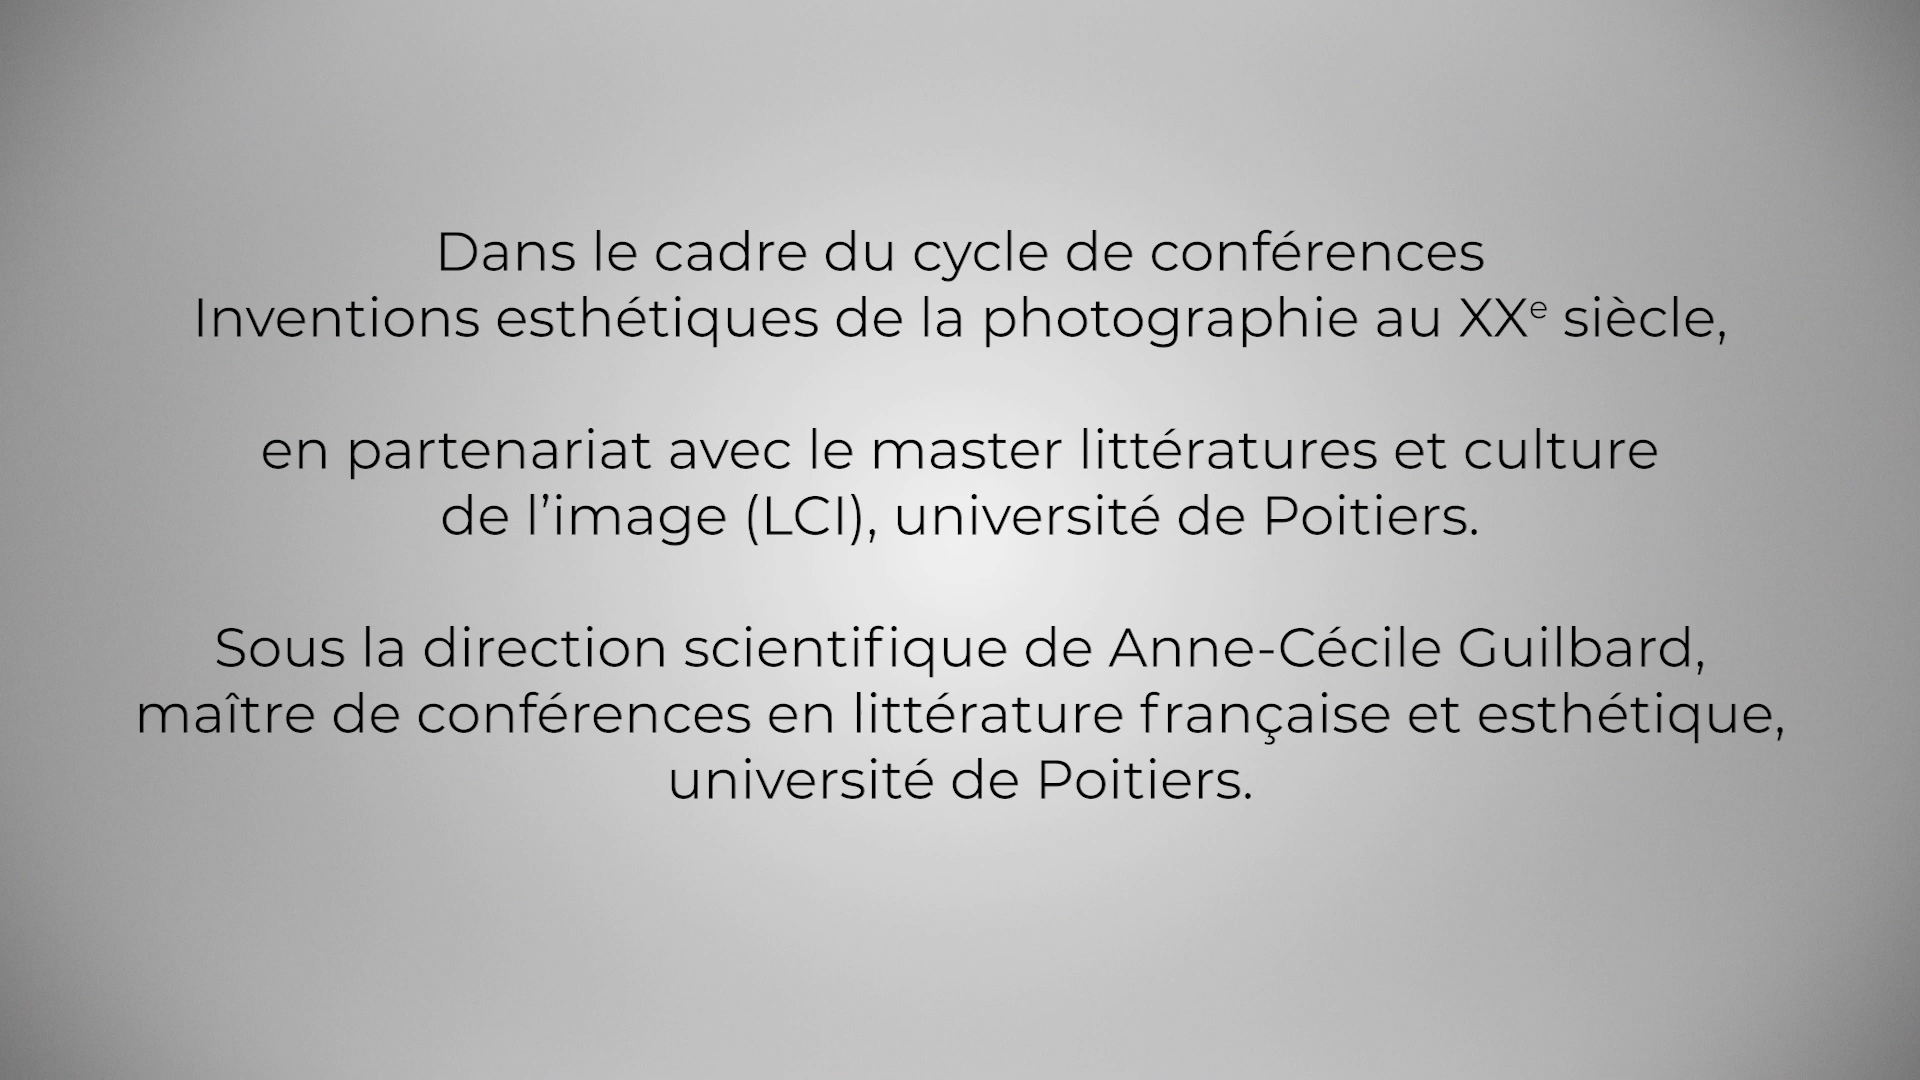 Dans le cadre du cycle de conférences
Inventions esthétiques de la photographie au XXᵉ siècle,
en partenariat avec le master littératures et culture
de l’image (LCI), université de Poitiers.
Sous la direction scientifique de Anne-Cécile Guilbard,
maître de conférences en littérature française et esthétique,
université de Poitiers.